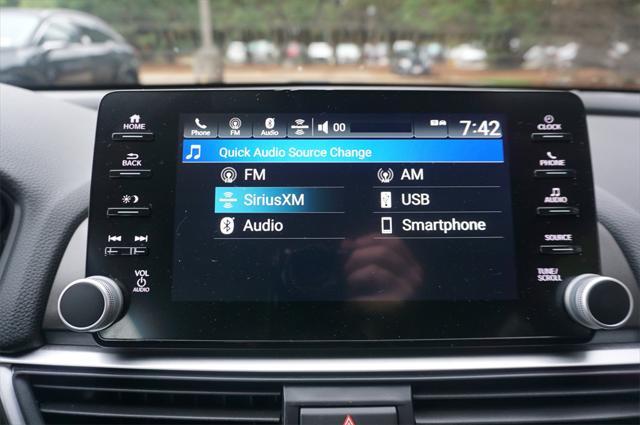 HOME
BACK
VOL
AUDIO
Phone FM Audio 00 7:42
Quick Audio Source Change
FM AM
SiriusXM USB
Audio Smartphone
CLOCK
PHONE
AUDIO
SOURCE
TUNE/
SCROLL